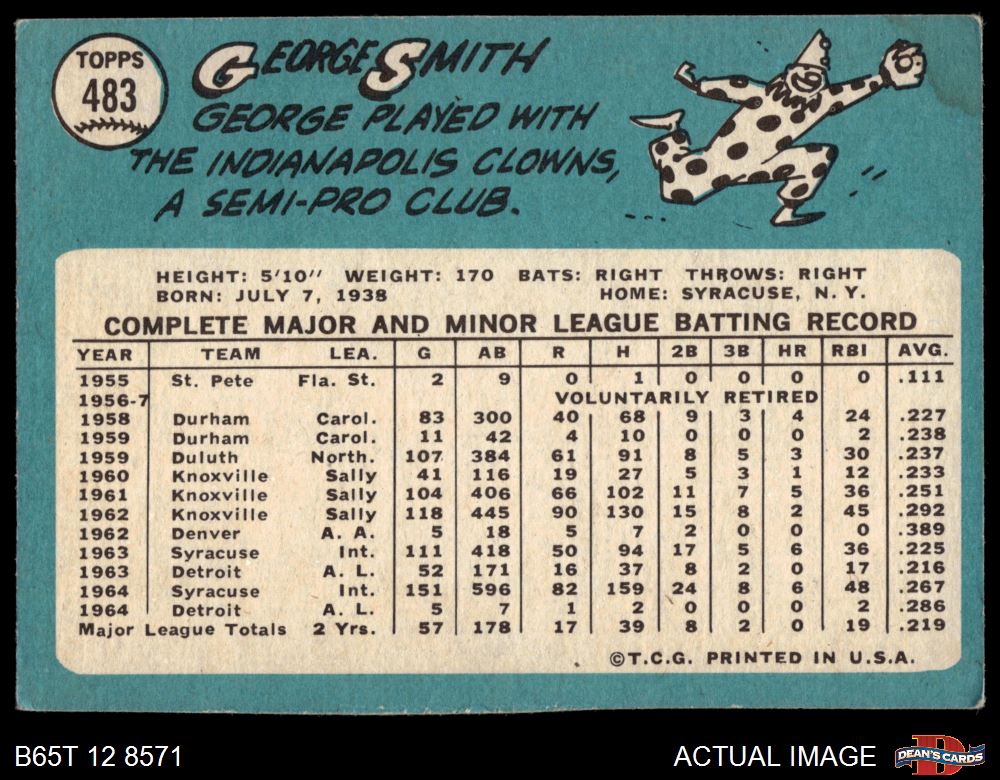 TOPPS
483
GEORGE SMITH
GEORGE PLAYED WITH
THE INDIANAPOLIS CLOWNS,
A SEMI-PRO CLUB.
HEIGHT: 5'10" WEIGHT: 170 BATS: RIGHT THROWS: RIGHT
BORN: JULY 7, 1938 HOME: SYRACUSE, N. Y.
COMPLETE MAJOR AND MINOR LEAGUE BATTING RECORD
YEAR TEAM LEA. G AB R H 2B 3B HR RBI AVG.
1955 St. Pete Fla. St. 2 9 0 1 0 0 0 0 .111
1956-7 VOLUNTARILY RETIRED
1958 Durham Carol. 83 300 40 68 9 3 4 24 .227
1959 Durham Carol. 11 42 4 10 0 0 0 2 .238
1959 Duluth North. 107 384 61 91 8 5 3 30 .237
1960 Knoxville Sally 41 116 19 27 5 3 1 12 .233
1961 Knoxville Sally 104 406 66 102 11 7 5 36 .251
1962 Knoxville Sally 118 445 90 130 15 8 2 45 .292
1962 Denver A. A. 5 18 5 7 2 0 0 0 .389
1963 Syracuse Int. 111 418 50 94 17 5 6 36 .225
1963 Detroit A. L. 52 171 16 37 8 2 0 17 .216
1964 Syracuse Int. 151 596 82 159 24 8 6 48 .267
1964 Detroit A. L. 5 7 1 2 0 0 0 2 .286
Major League Totals 2 Yrs. 57 178 17 39 8 2 0 19 .219
©T.C.G. PRINTED IN U.S.A.
B65T 12 8571 ACTUAL IMAGE DEAN'S CARDS